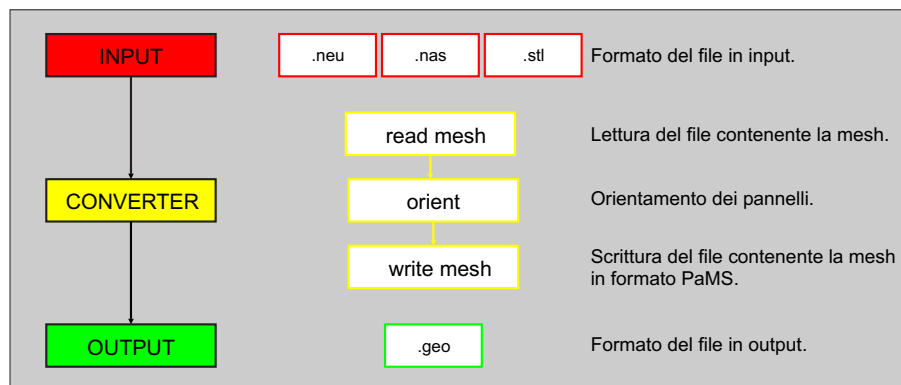 INPUT
.neu
.nas
.stl
Formato del file in input.
read mesh
Lettura del file contenente la mesh.
CONVERTER
orient
Orientamento dei pannelli.
write mesh
Scrittura del file contenente la mesh
in formato PaMS.
OUTPUT
.geo
Formato del file in output.